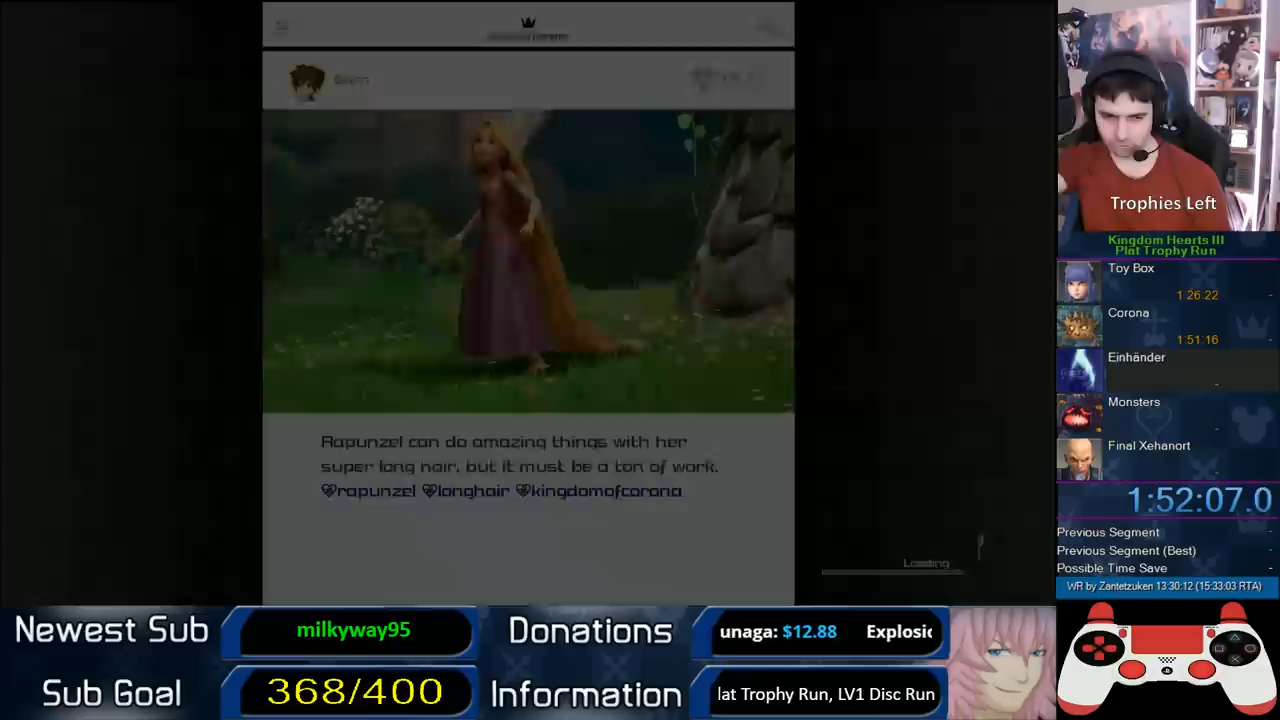 Rapunzel can do amazing things with her
super long hair, but it must be a ton of work.
rapunzel longhair kingdomofcorona
Loading
Trophies Left
Kingdom Hearts III
Plat Trophy Run
Toy Box
1:26:22 -
Corona
1:51:16 -
Einhänder
-
Monsters
-
Final Xehanort
-
1:52:07.0
Previous Segment -
Previous Segment (Best) -
Possible Time Save -
WR by Zantetzuken 13:30:12 (15:33:03 RTA)
Newest Sub
milkyway95
Donations
unaga: $12.88 Explosic
Sub Goal
368/400
Information
lat Trophy Run, LV1 Disc Run